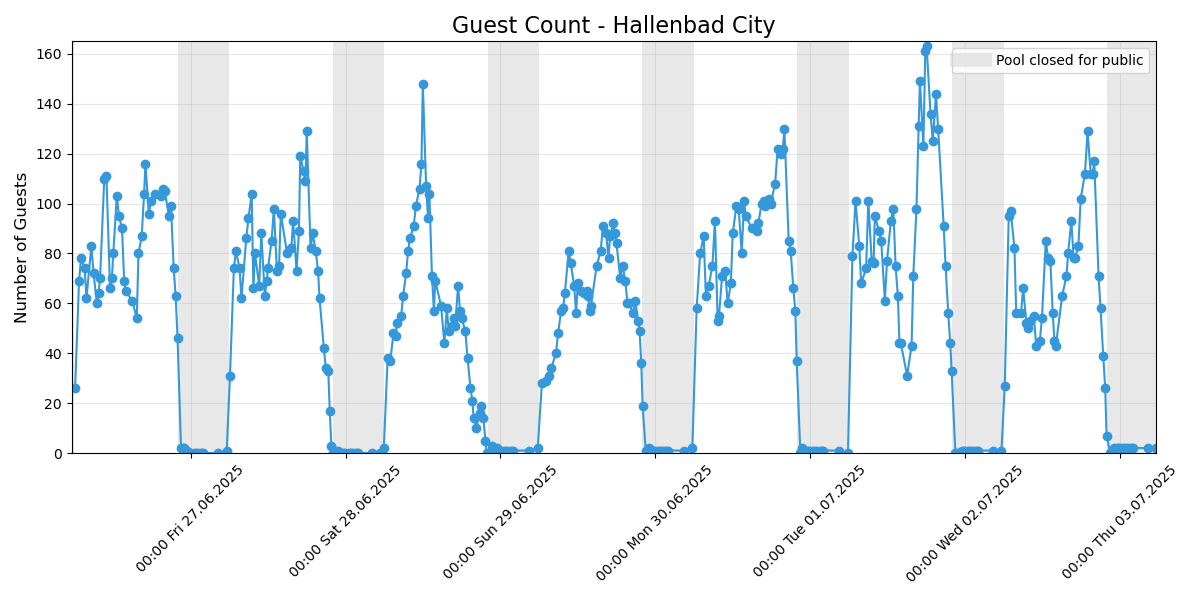 Guest Count - Hallenbad City
Number of Guests
160
140
120
100
80
60
40
20
0
Pool closed for public
00:00 Fri 27.06.2025
00:00 Sat 28.06.2025
00:00 Sun 29.06.2025
00:00 Mon 30.06.2025
00:00 Tue 01.07.2025
00:00 Wed 02.07.2025
00:00 Thu 03.07.2025